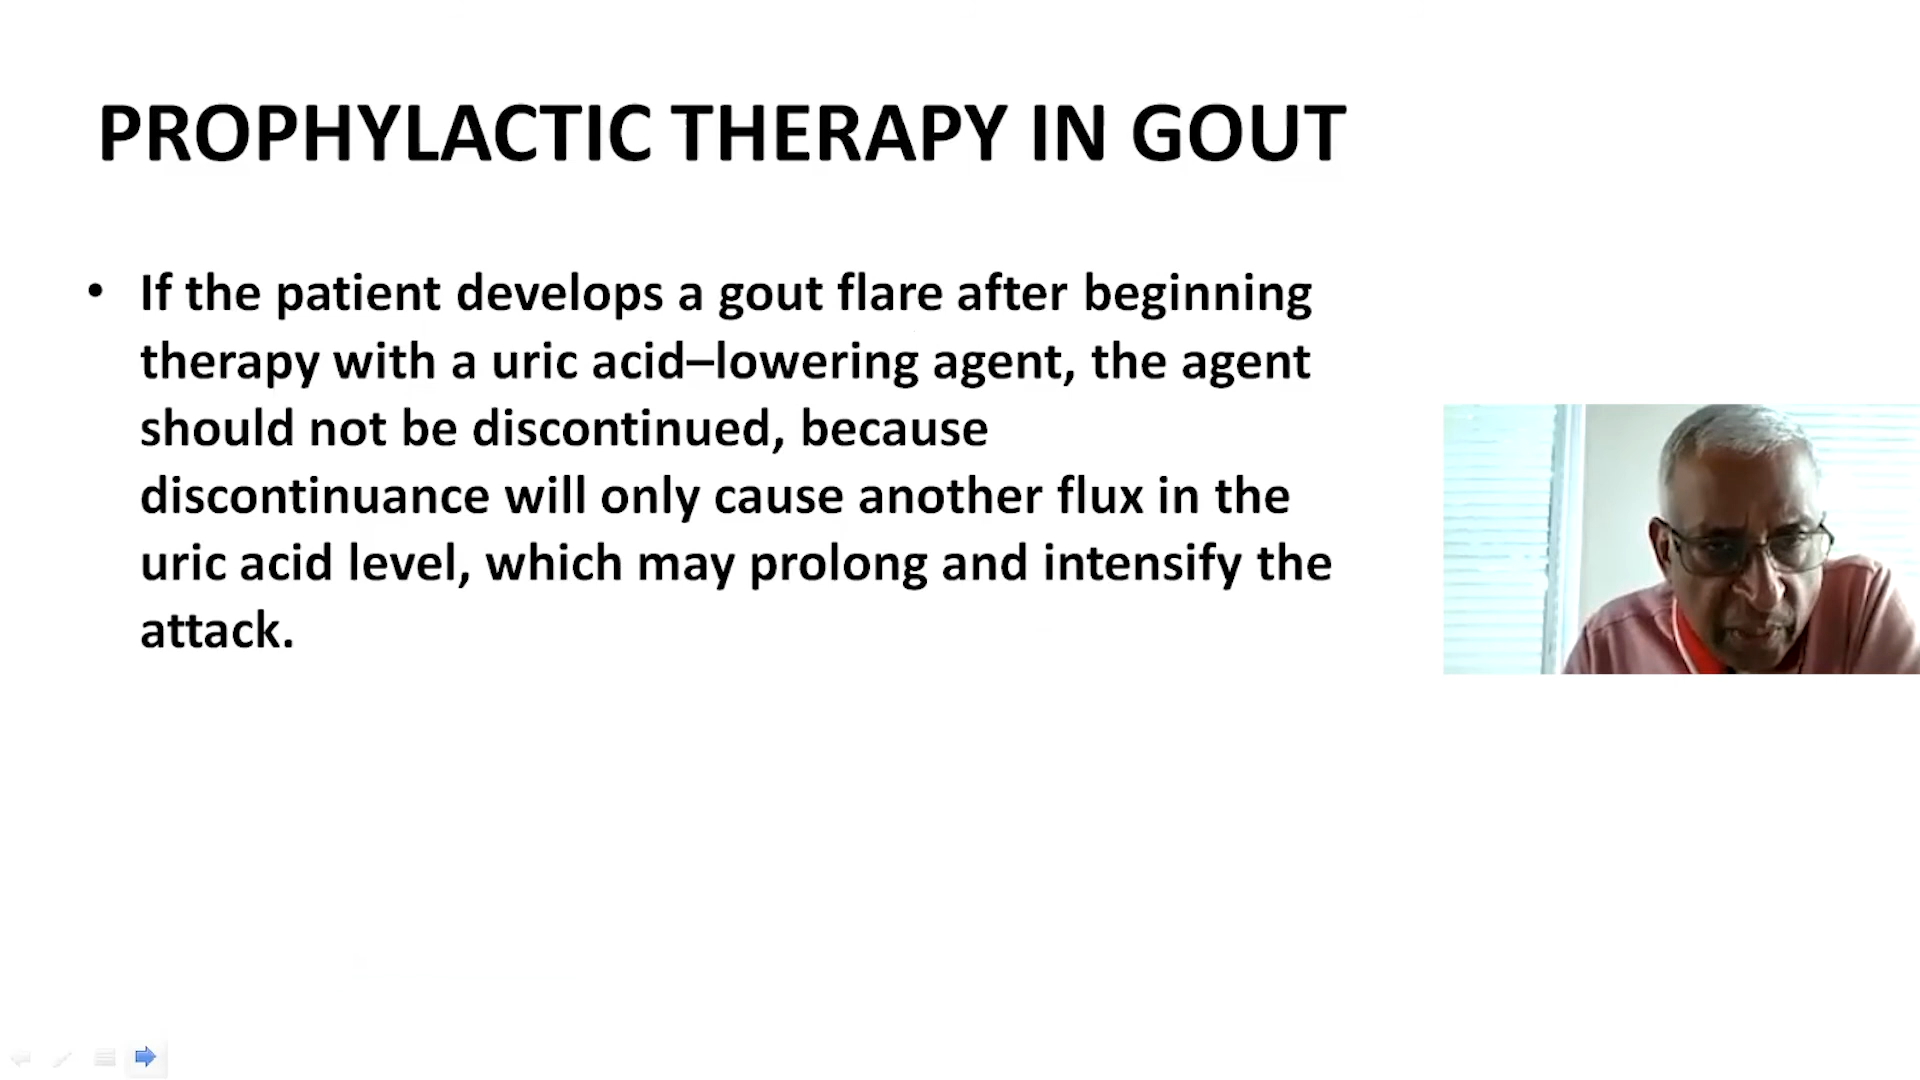 PROPHYLACTIC THERAPY IN GOUT
• If the patient develops a gout flare after beginning
therapy with a uric acid–lowering agent, the agent
should not be discontinued, because
discontinuance will only cause another flux in the
uric acid level, which may prolong and intensify the
attack.